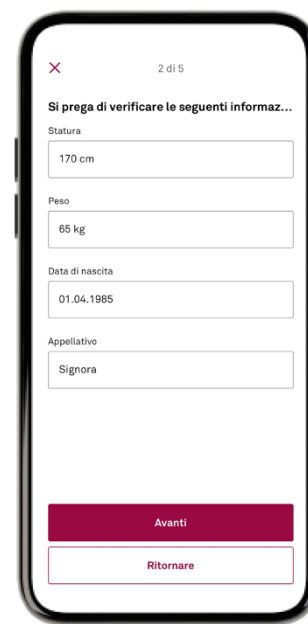 2 di 5
Si prega di verificare le seguenti informaz...
Statura
170 cm
Peso
65 kg
Data di nascita
01.04.1985
Appellativo
Signora
Avanti
Ritornare